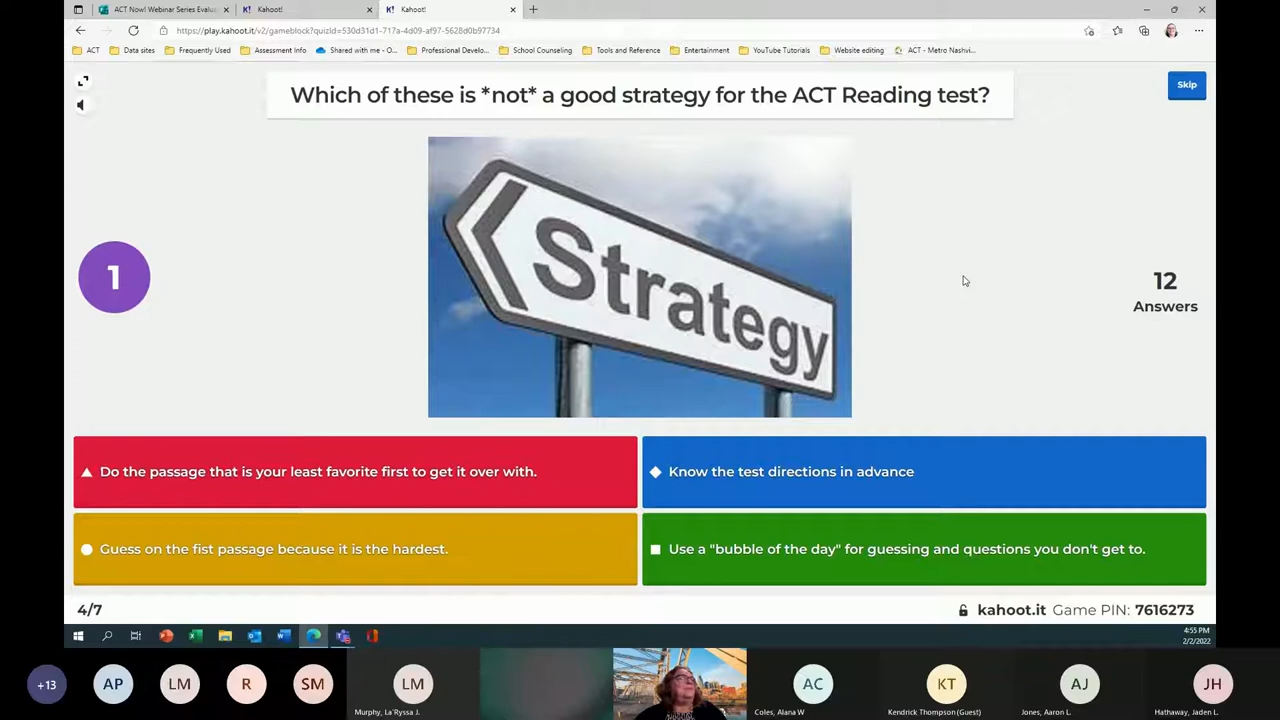 ACT Now! Webinar Series Evalua
Kahoot!
Kahoot!
https://play.kahoot.it/v2/gameblock?quizId=530d31d1-717a-4d09-af97-5628d0b97734
ACT
Data sites
Frequently Used
Assessment Info
Shared with me - O...
Professional Develo...
School Counseling
Tools and Reference
Entertainment
YouTube Tutorials
Website editing
ACT - Metro Nashvi...
Which of these is *not* a good strategy for the ACT Reading test?
Skip
Strategy
1
12
Answers
Do the passage that is your least favorite first to get it over with.
Know the test directions in advance
Guess on the fist passage because it is the hardest.
Use a "bubble of the day" for guessing and questions you don't get to.
4/7
kahoot.it Game PIN: 7616273
4:55 PM
2/2/2022
+13
AP
LM
R
SM
LM
AC
KT
AJ
JH
Murphy, La'Ryssa J.
Coles, Alana W
Kendrick Thompson (Guest)
Jones, Aaron L.
Hathaway, Jaden L.